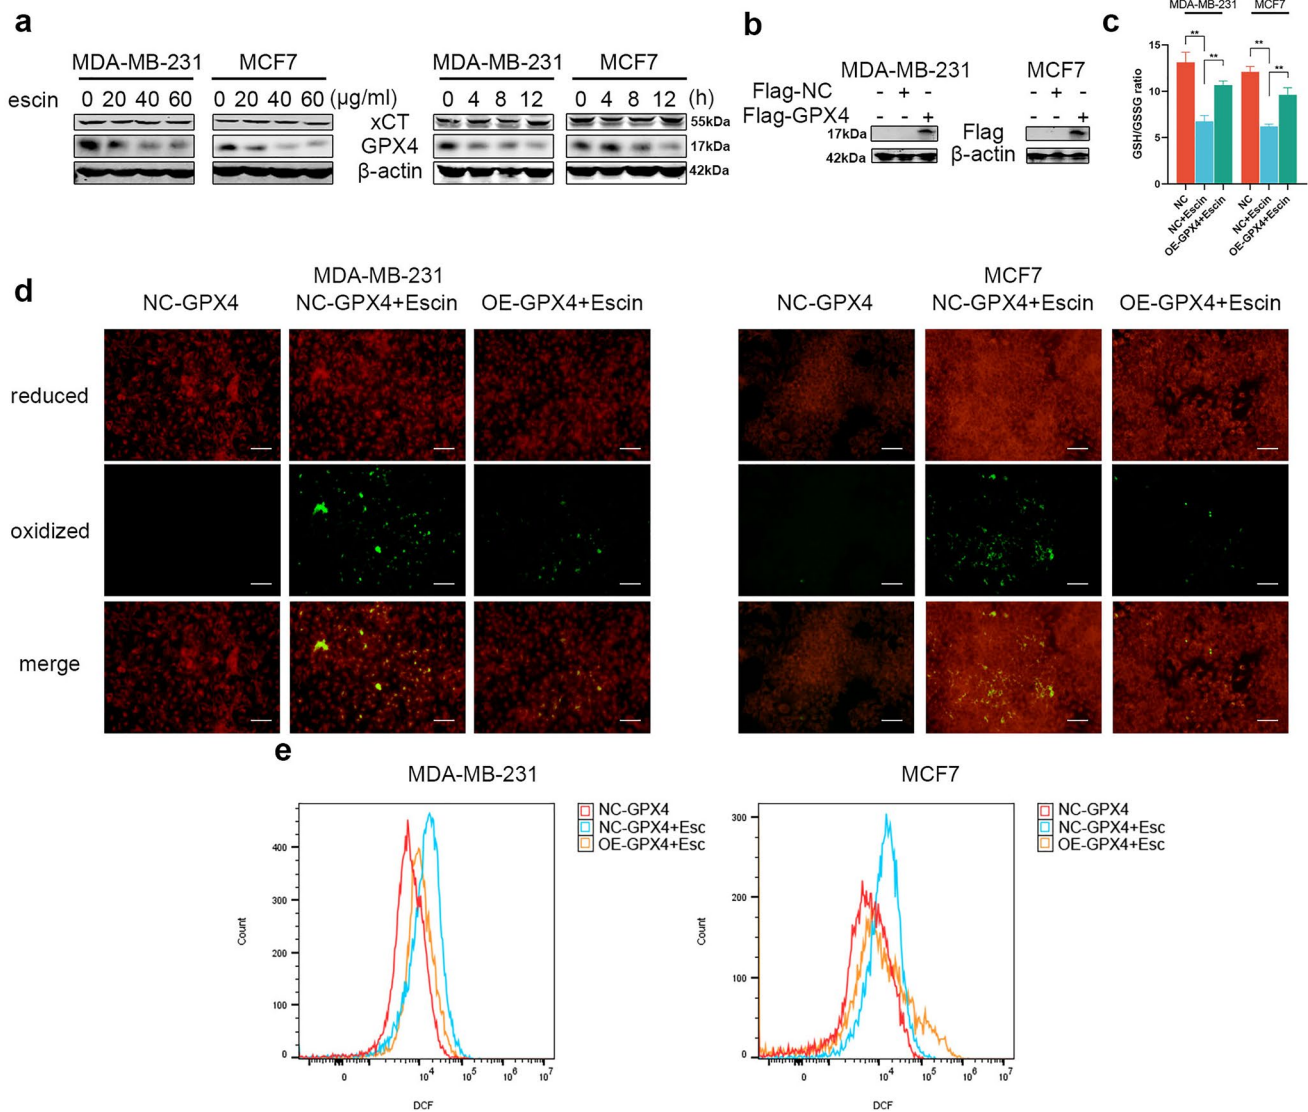 a
MDA-MB-231 MCF7 MDA-MB-231 MCF7
escin 0 20 40 60 0 20 40 60 (μg/ml) 0 4 8 12 0 4 8 12 (h)
xCT 55kDa
GPX4 17kDa
β-actin 42kDa
b
MDA-MB-231 MCF7
Flag-NC - + - - + -
Flag-GPX4 - - + - - +
17kDa Flag
42kDa β-actin
c
MDA-MB-231 MCF7
** ** ** **
GSH/GSSG ratio
15
10
5
0
NC NC+Escin OE-GPX4+Escin NC NC+Escin OE-GPX4+Escin
d
MDA-MB-231 MCF7
NC-GPX4 NC-GPX4+Escin OE-GPX4+Escin NC-GPX4 NC-GPX4+Escin OE-GPX4+Escin
reduced
oxidized
merge
e
MDA-MB-231
NC-GPX4
NC-GPX4+Esc
OE-GPX4+Esc
Count
400
300
200
100
0
0 10⁴ 10⁵ 10⁶ 10⁷
DCF
MCF7
NC-GPX4
NC-GPX4+Esc
OE-GPX4+Esc
Count
300
200
100
0
0 10⁴ 10⁵ 10⁶ 10⁷
DCF